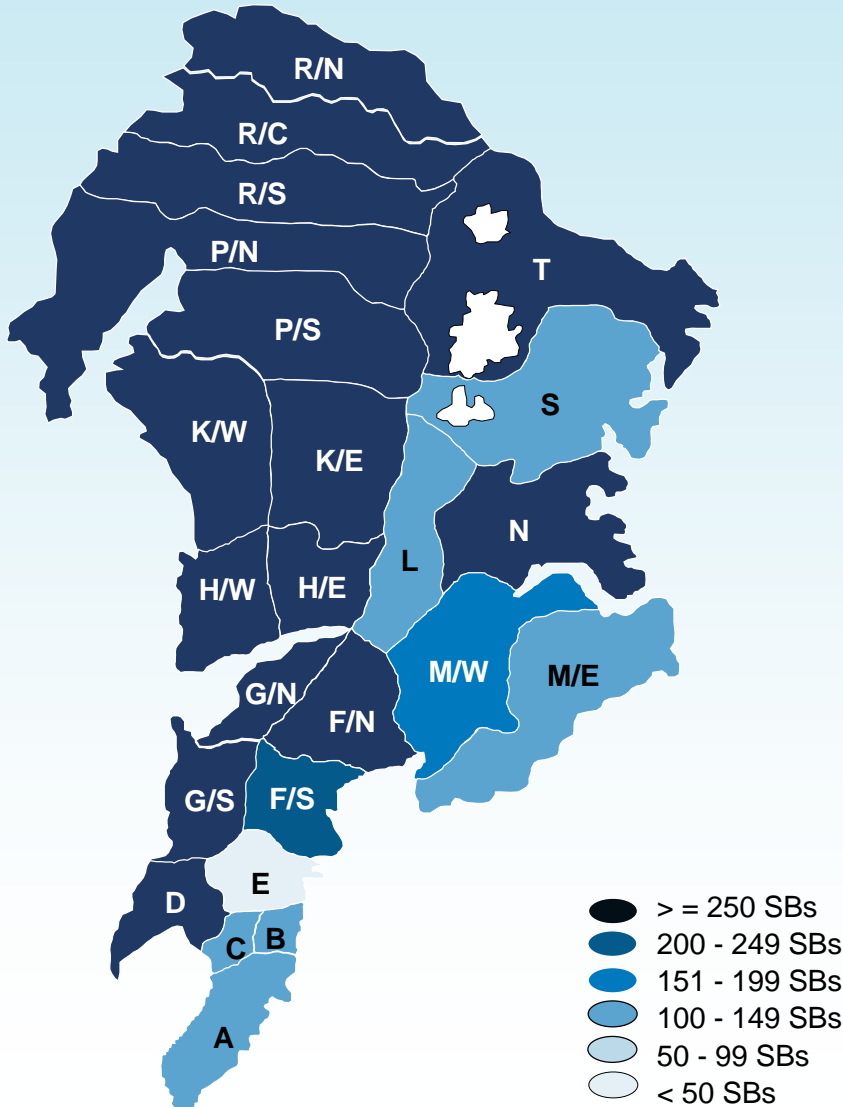 R/N
R/C
R/S
P/N
T
P/S
S
K/W
K/E
N
L
H/W
H/E
M/W
M/E
G/N
F/N
G/S
F/S
E
D
B
C
A
> = 250 SBs
200 - 249 SBs
151 - 199 SBs
100 - 149 SBs
50 - 99 SBs
< 50 SBs